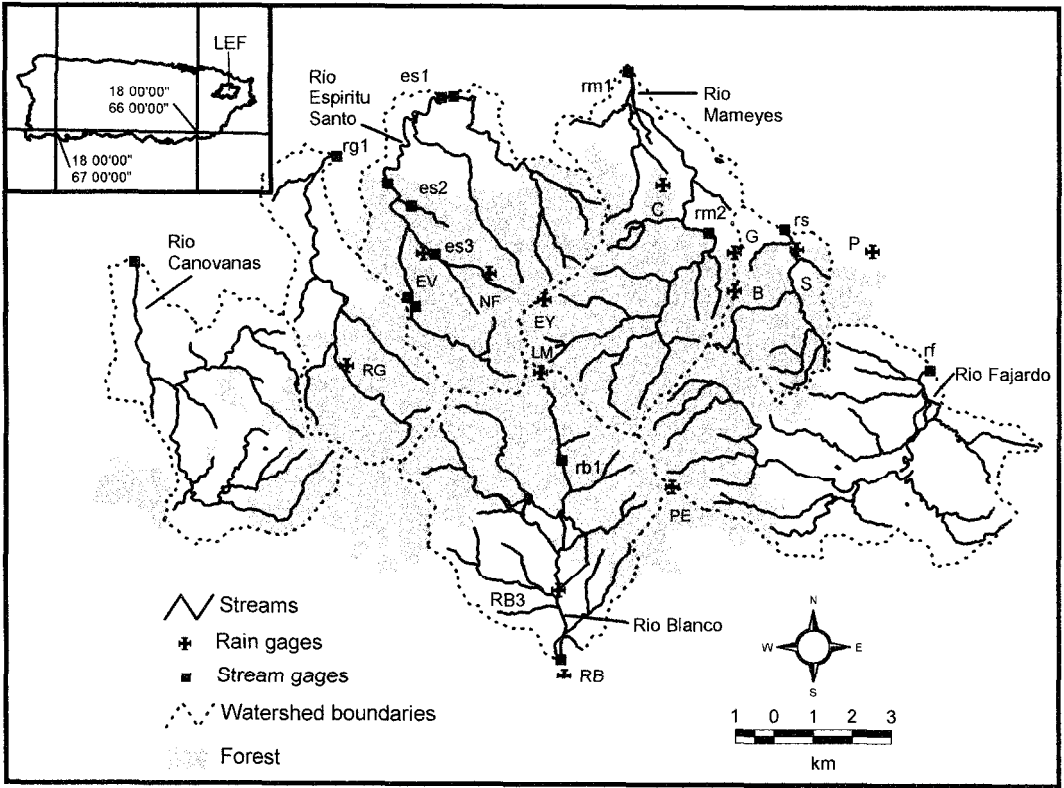 LEF
18 00'00"
66 00'00"
18 00'00"
67 00'00"
Rio
Espiritu
Santo
es1
rm1
Rio
Mameyes
rg1
es2
C
rm2
rs
G
P
Rio
Canovanas
es3
EV
NF
EY
B
S
LM
RG
rf
Rio Fajardo
rb1
PE
RB3
Rio Blanco
RB
Streams
Rain gages
Stream gages
Watershed boundaries
Forest
N
W
E
S
1 0 1 2 3
km